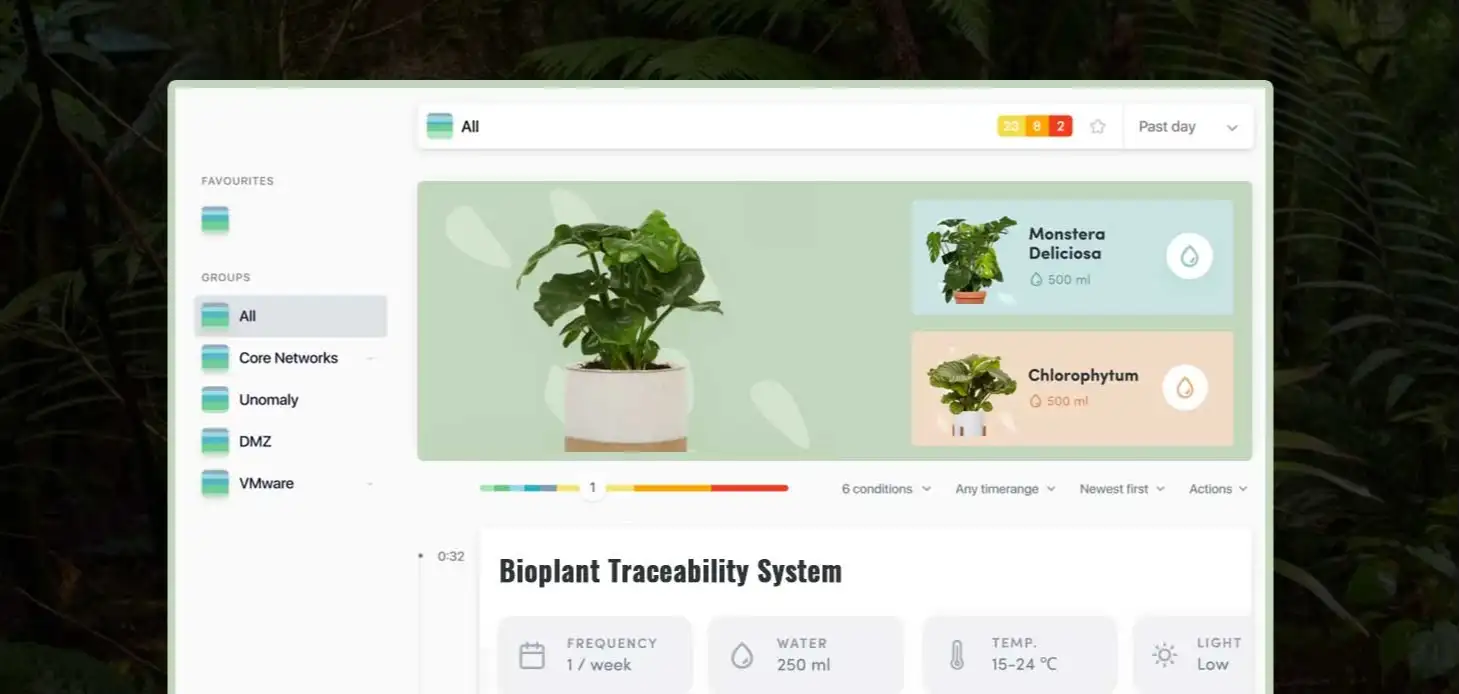 All
23 8 2
Past day
FAVOURITES
GROUPS
All
Core Networks
Unomaly
DMZ
VMware
Monstera
Deliciosa
500 ml
Chlorophytum
500 ml
1
6 conditions
Any timerange
Newest first
Actions
0:32
Bioplant Traceability System
FREQUENCY
1 / week
WATER
250 ml
TEMP.
15-24 °C
LIGHT
Low